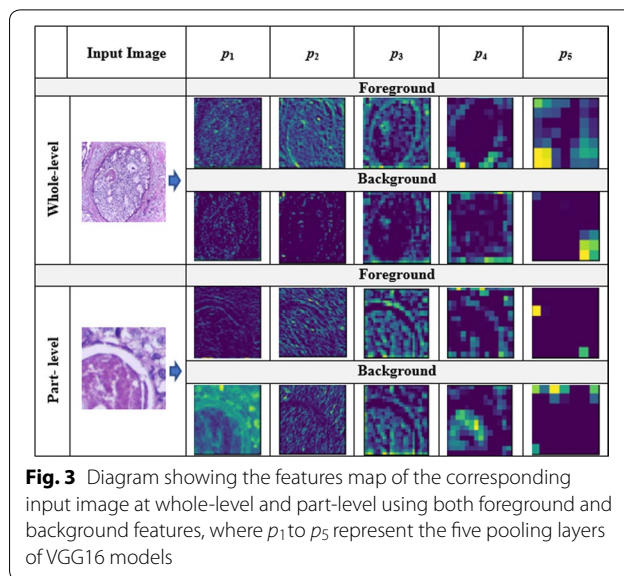 Input Image p1 p2 p3 p4 p5
Foreground
Whole-level
Background
Foreground
Part- level
Background
Fig. 3 Diagram showing the features map of the corresponding
input image at whole-level and part-level using both foreground and
background features, where p1 to p5 represent the five pooling layers
of VGG16 models